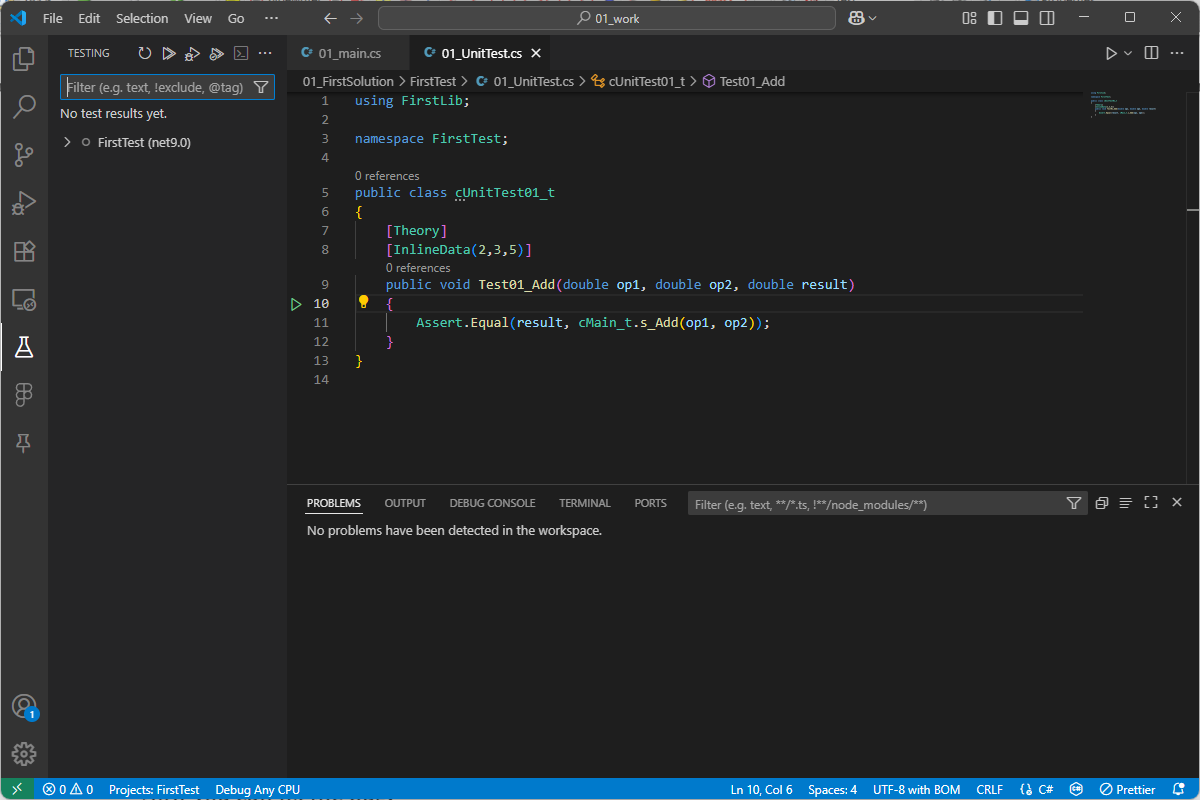 File Edit Selection View Go ··· 01_work
TESTING
Filter (e.g. text, !exclude, @tag)
No test results yet.
FirstTest (net9.0)
01_main.cs 01_UnitTest.cs
01_FirstSolution > FirstTest > 01_UnitTest.cs > cUnitTest01_t > Test01_Add
1 using FirstLib;
2
3 namespace FirstTest;
4
0 references
5 public class cUnitTest01_t
6 {
7 [Theory]
8 [InlineData(2,3,5)]
0 references
9 public void Test01_Add(double op1, double op2, double result)
10 {
11 Assert.Equal(result, cMain_t.s_Add(op1, op2));
12 }
13 }
14
PROBLEMS OUTPUT DEBUG CONSOLE TERMINAL PORTS Filter (e.g. text, **/*.ts, !**/node_modules/**)
No problems have been detected in the workspace.
1
0 0 Projects: FirstTest Debug Any CPU Ln 10, Col 6 Spaces: 4 UTF-8 with BOM CRLF {} C# Prettier